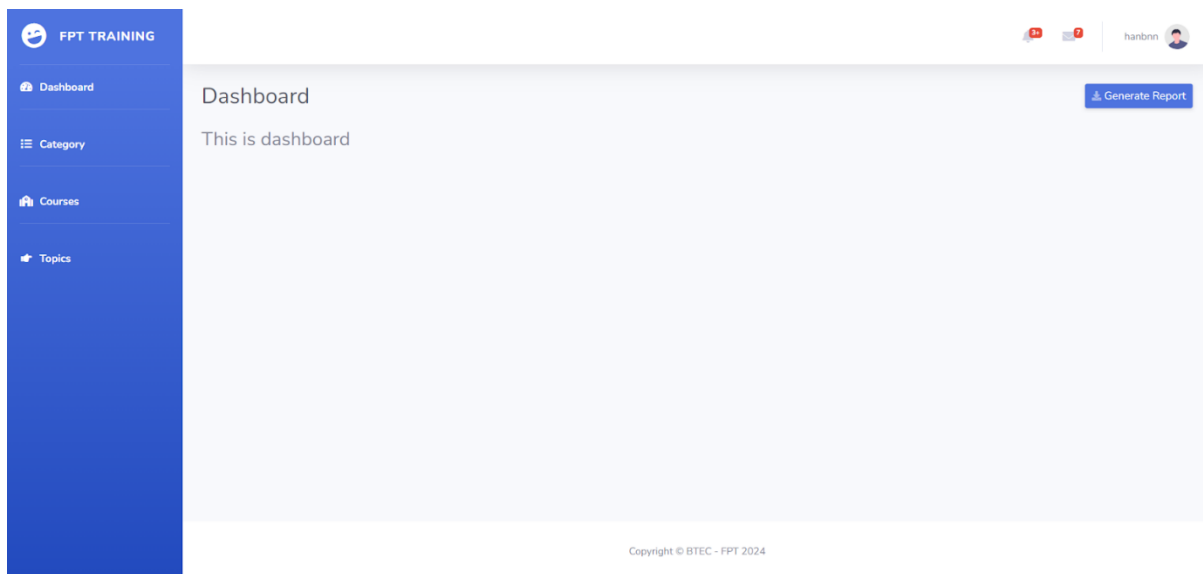 FPT TRAINING
3+
7
hanbnn
Dashboard
Category
Courses
Topics
Dashboard
Generate Report
This is dashboard
Copyright © BTEC - FPT 2024